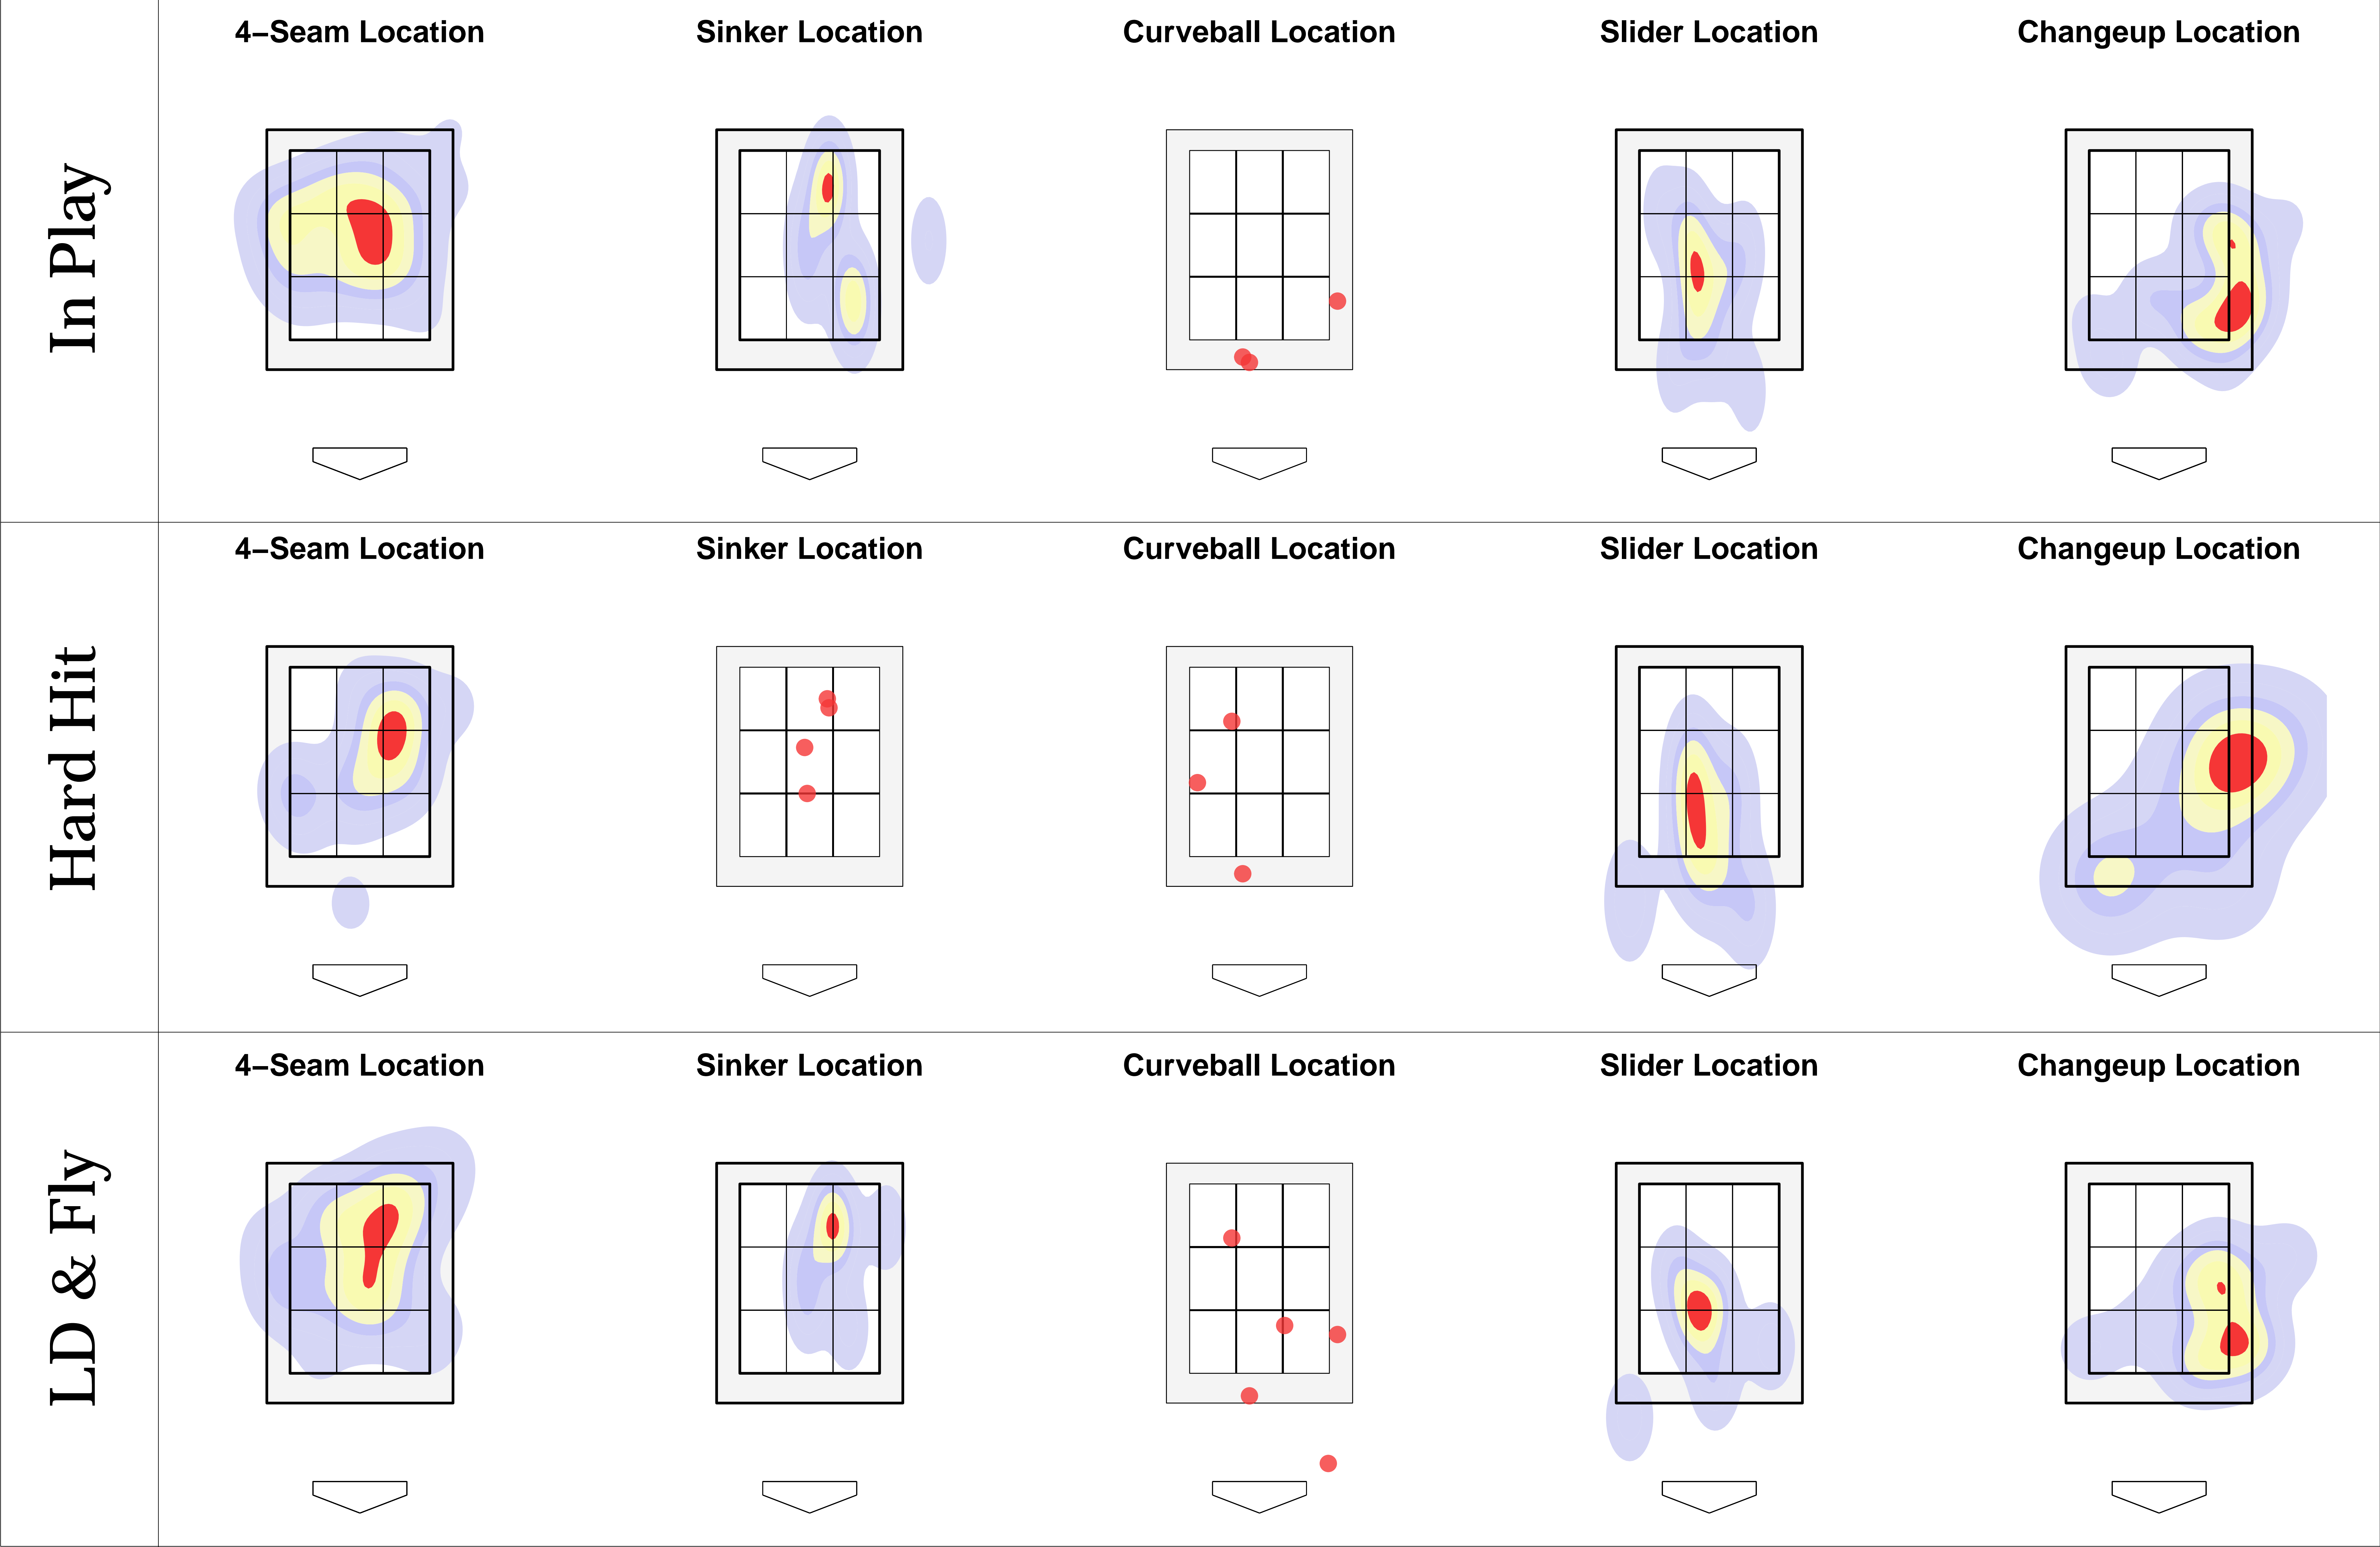 4–Seam Location
Sinker Location
Curveball Location
Slider Location
Changeup Location
In Play
4–Seam Location
Sinker Location
Curveball Location
Slider Location
Changeup Location
Hard Hit
4–Seam Location
Sinker Location
Curveball Location
Slider Location
Changeup Location
LD & Fly